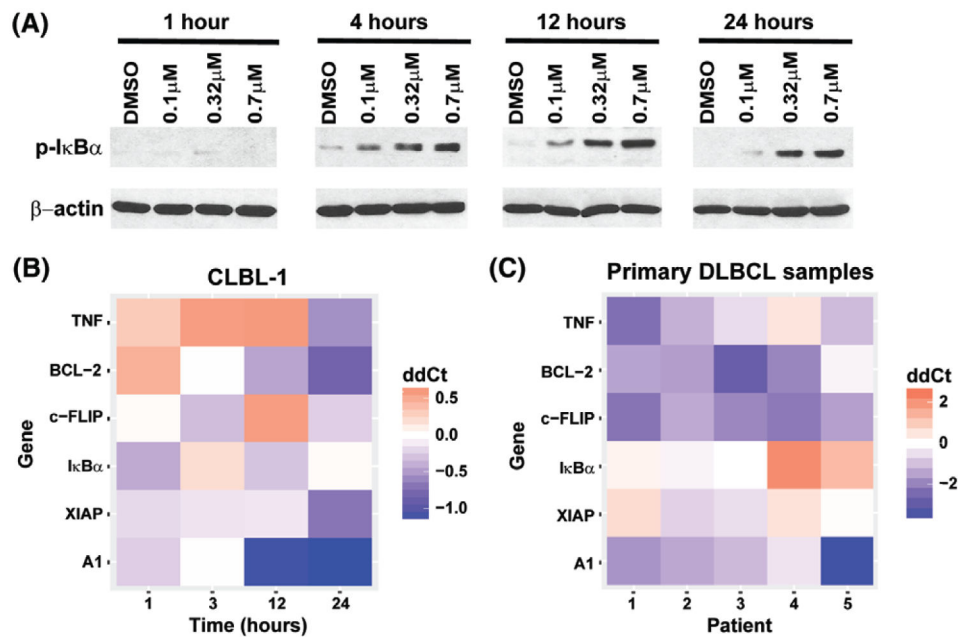 (A)
1 hour
4 hours
12 hours
24 hours
DMSO
0.1μM
0.32μM
0.7μM
DMSO
0.1μM
0.32μM
0.7μM
DMSO
0.1μM
0.32μM
0.7μM
DMSO
0.1μM
0.32μM
0.7μM
p-IκBα
β-actin
(B)
CLBL-1
Gene
TNF
BCL-2
c-FLIP
IκBα
XIAP
A1
1
3
12
24
Time (hours)
ddCt
0.5
0.0
-0.5
-1.0
(C)
Primary DLBCL samples
Gene
TNF
BCL-2
c-FLIP
IκBα
XIAP
A1
1
2
3
4
5
Patient
ddCt
2
0
-2